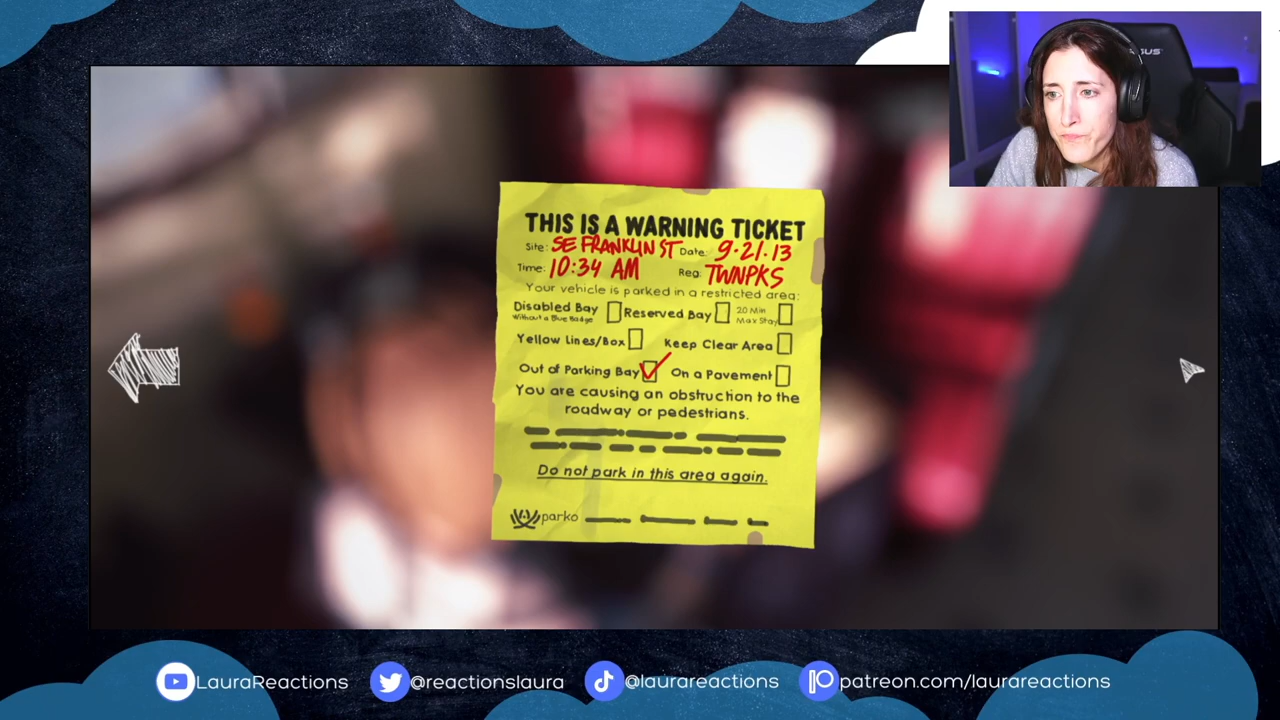 SUS
THIS IS A WARNING TICKET
Site: SE FRANKLIN ST Date: 9·21·13
Time: 10:34 AM Reg: TWNPKS
Your vehicle is parked in a restricted area:
Disabled Bay Reserved Bay 20 Min
Without a Blue Badge Max Stay
Yellow Lines/Box Keep Clear Area
Out of Parking Bay On a Pavement
You are causing an obstruction to the
roadway or pedestrians.
Do not park in this area again.
parko
LauraReactions @reactionslaura @laurareactions patreon.com/laurareactions